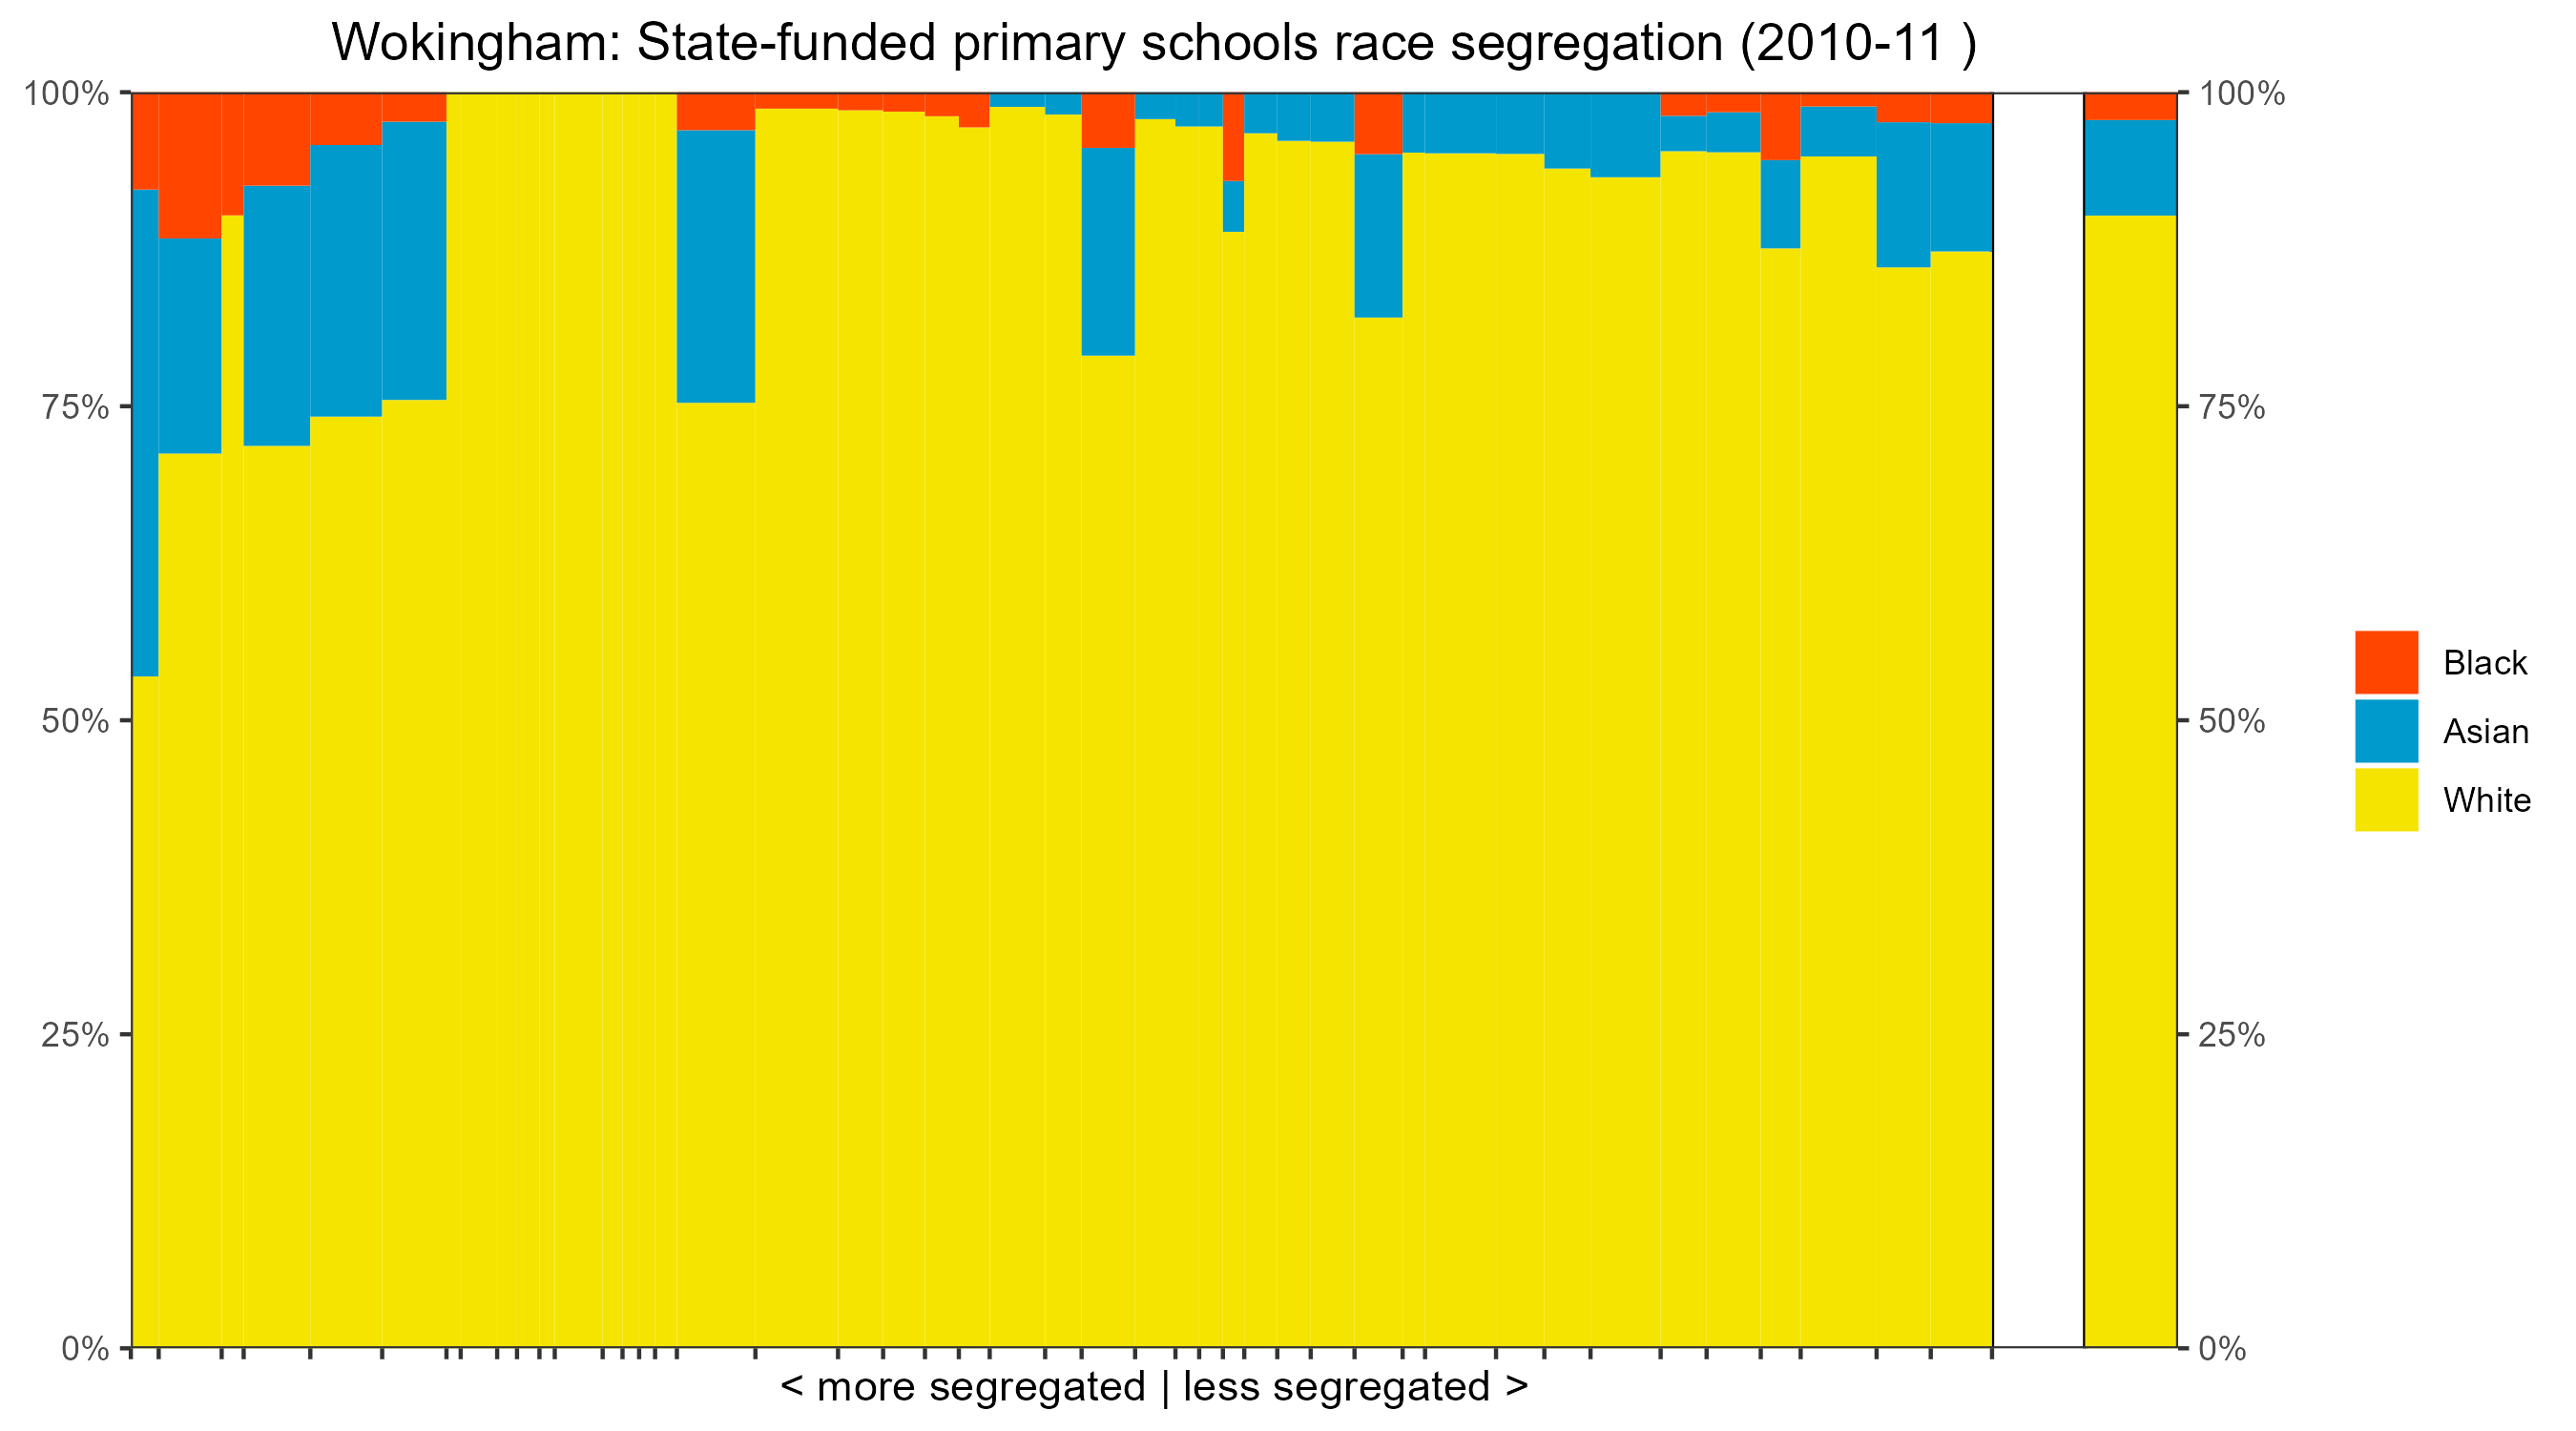 Wokingham: State-funded primary schools race segregation (2010-11 )
100%
75%
50%
25%
0%
100%
75%
50%
25%
0%
Black
Asian
White
< more segregated | less segregated >